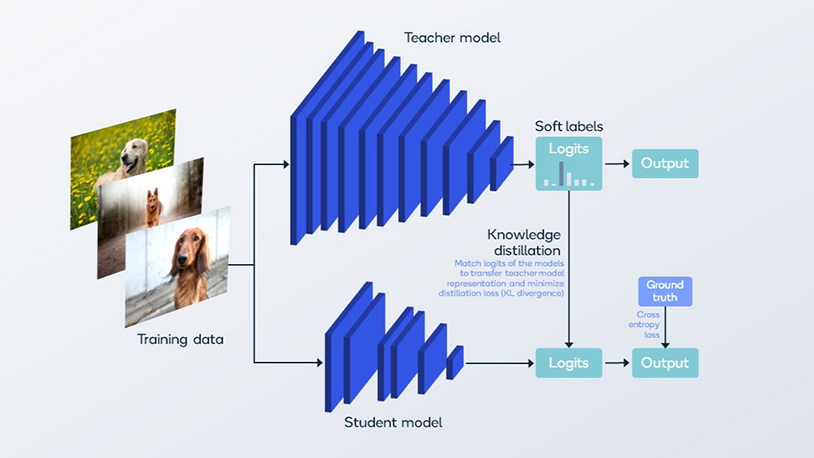 Teacher model
Soft labels
Logits
Output
Knowledge
distillation
Match logits of the models
to transfer teacher model
representation and minimize
distillation loss (KL divergence)
Ground
truth
Cross
entropy
loss
Training data
Logits
Output
Student model